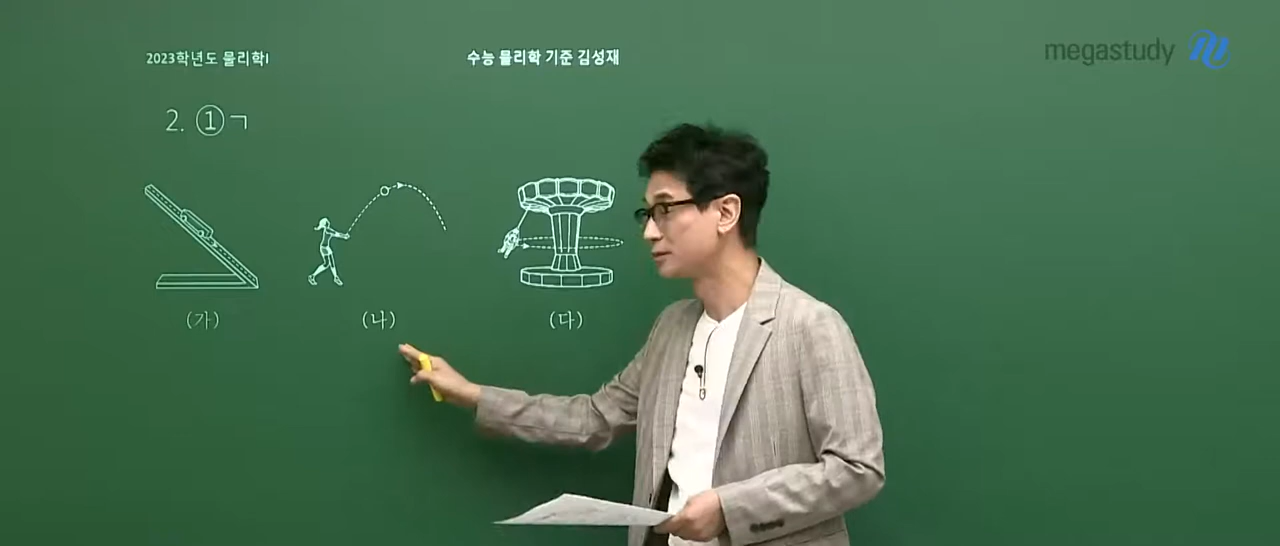 2023학년도 물리학I
수능 물리학 기준 김성재
megastudy
2. ①ㄱ
(가)
(나)
(다)